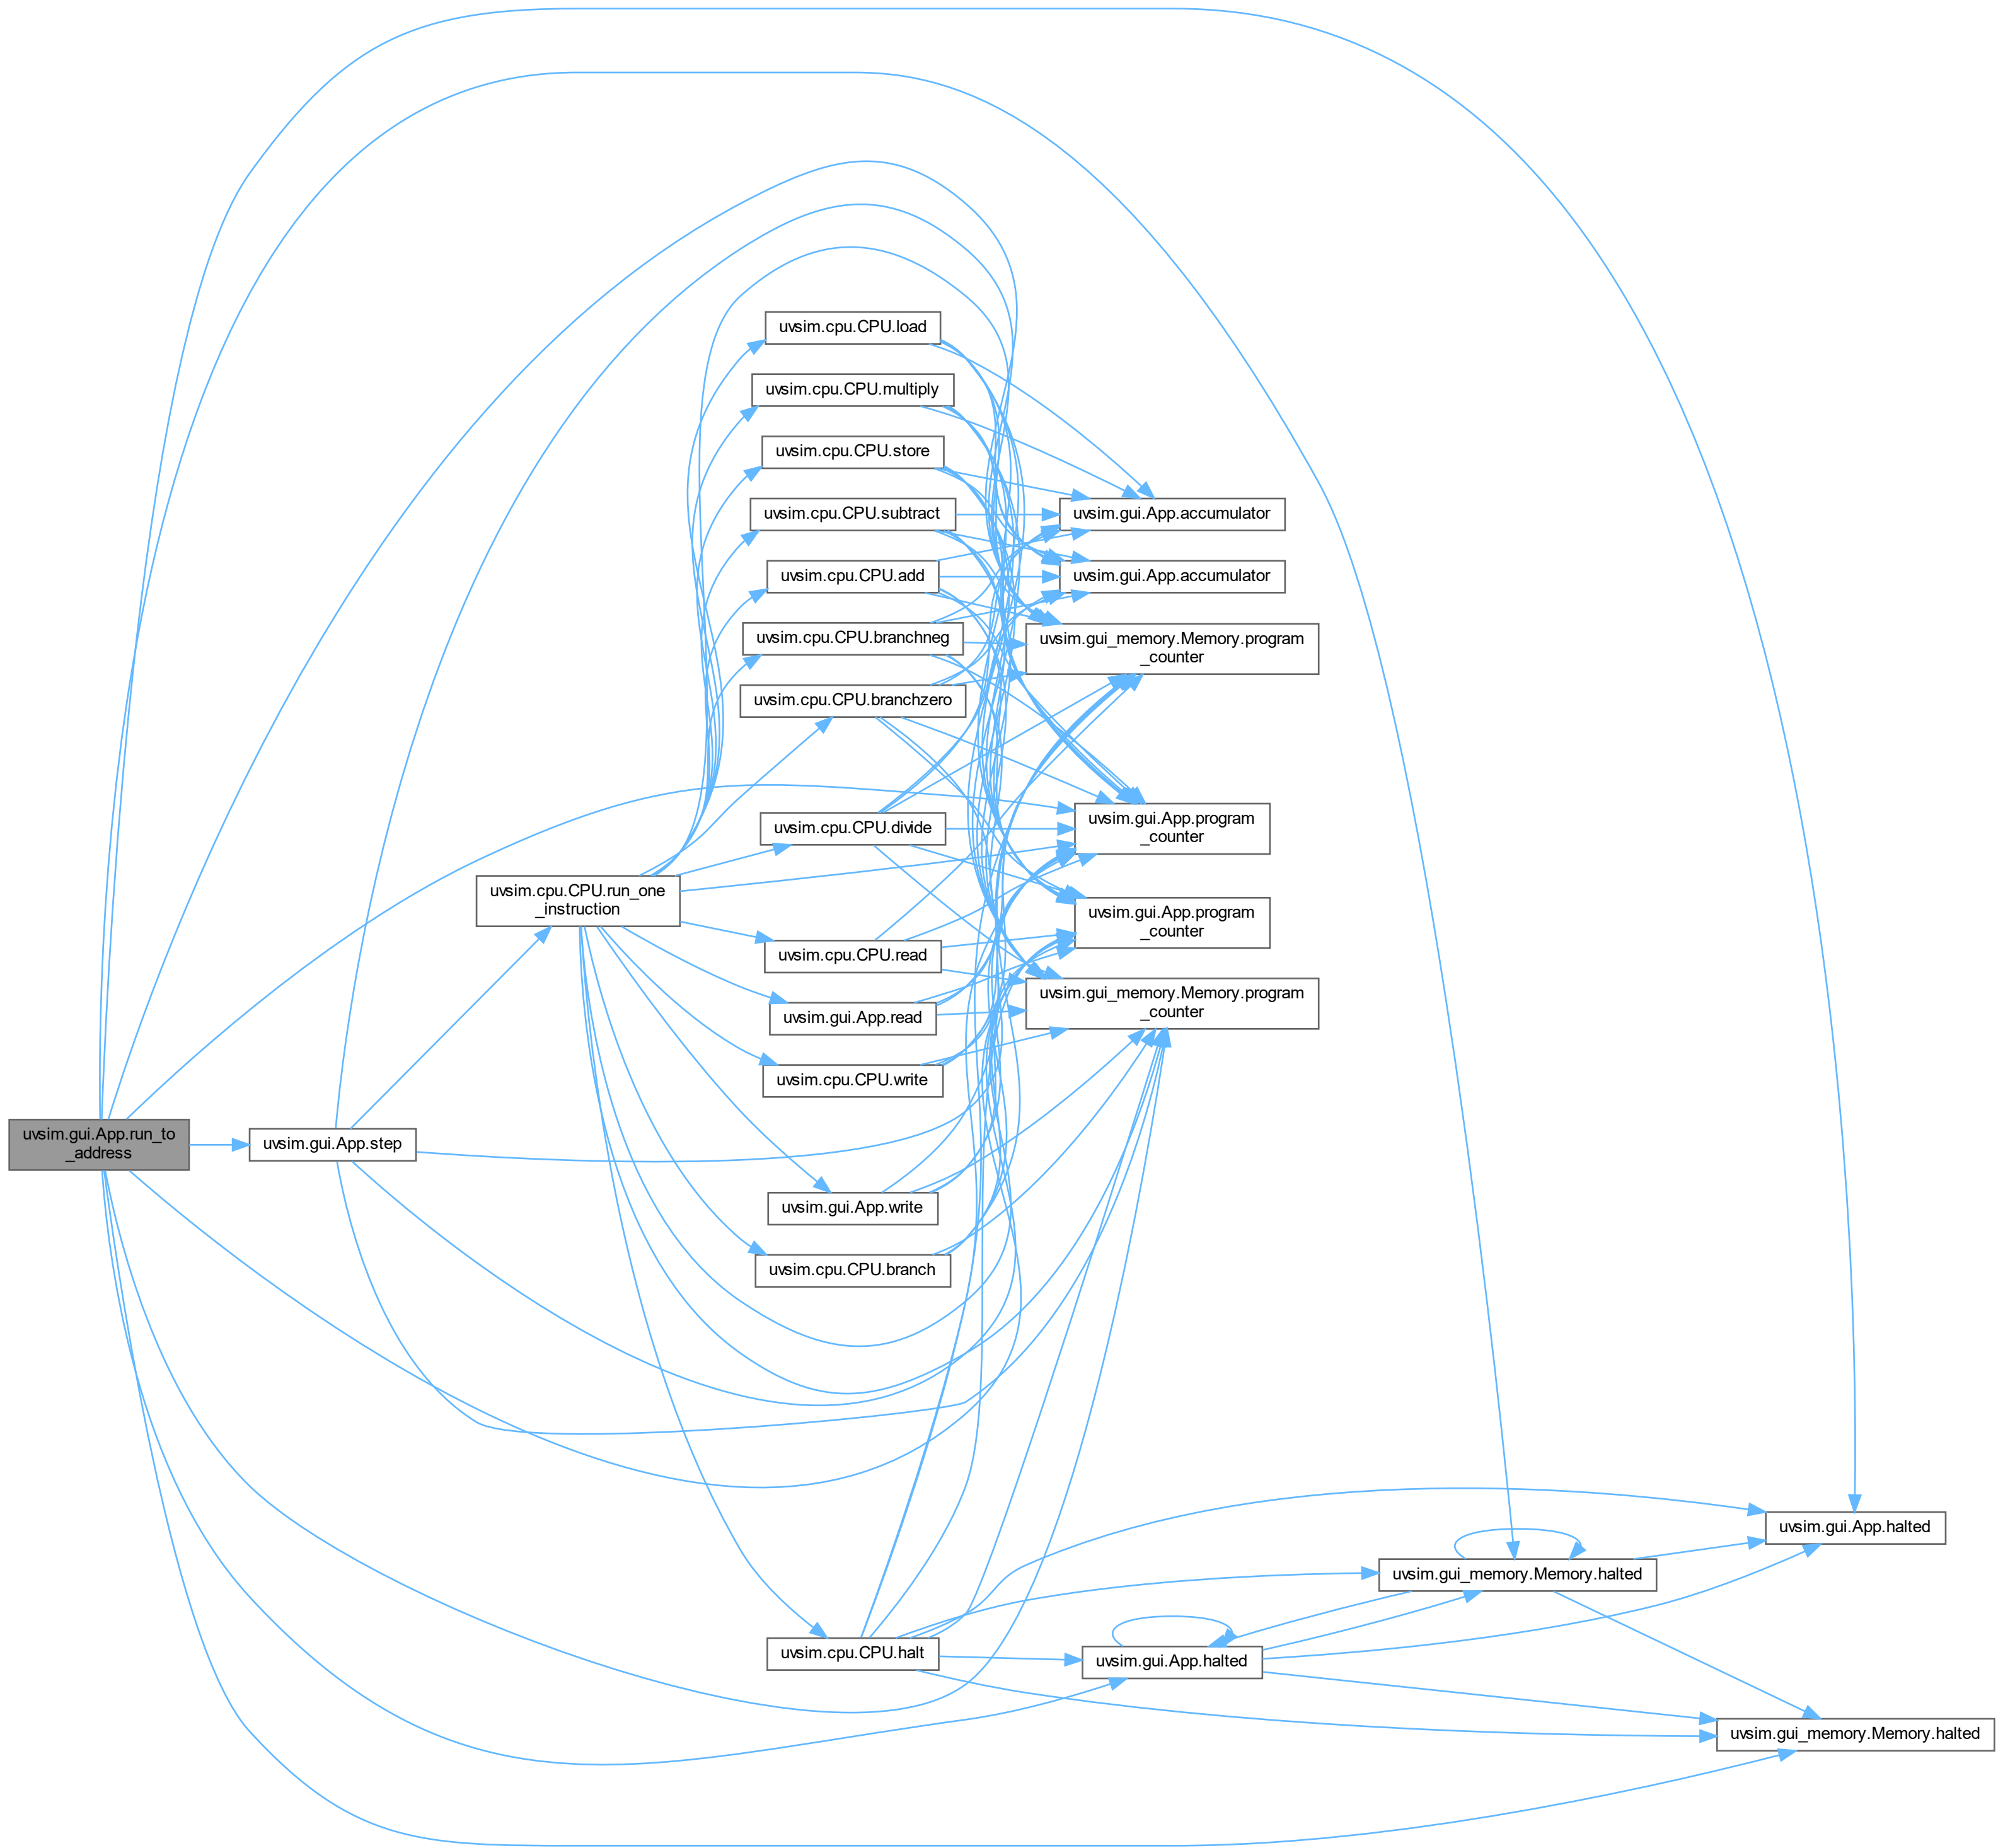 uvsim.cpu.CPU.load
uvsim.cpu.CPU.multiply
uvsim.cpu.CPU.store
uvsim.cpu.CPU.subtract
uvsim.gui.App.accumulator
uvsim.cpu.CPU.add
uvsim.gui.App.accumulator
uvsim.cpu.CPU.branchneg
uvsim.gui_memory.Memory.program
_counter
uvsim.cpu.CPU.branchzero
uvsim.cpu.CPU.divide
uvsim.gui.App.program
_counter
uvsim.cpu.CPU.run_one
_instruction
uvsim.gui.App.program
_counter
uvsim.cpu.CPU.read
uvsim.gui_memory.Memory.program
_counter
uvsim.gui.App.read
uvsim.cpu.CPU.write
uvsim.gui.App.run_to
_address
uvsim.gui.App.step
uvsim.gui.App.write
uvsim.cpu.CPU.branch
uvsim.gui.App.halted
uvsim.gui_memory.Memory.halted
uvsim.cpu.CPU.halt
uvsim.gui.App.halted
uvsim.gui_memory.Memory.halted